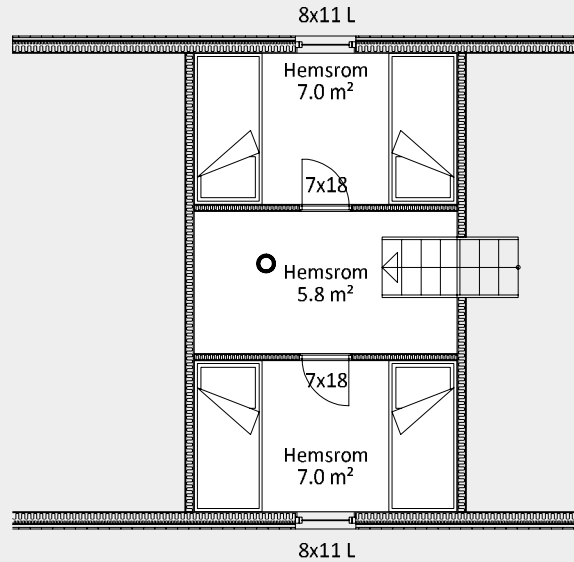 8x11 L
Hemsrom
7.0 m²
7x18
Hemsrom
5.8 m²
7x18
Hemsrom
7.0 m²
8x11 L